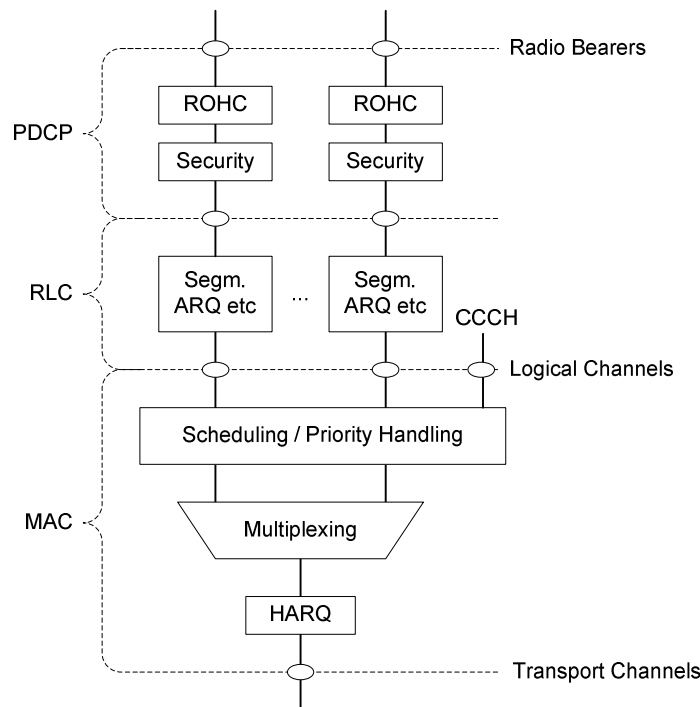 Radio Bearers
ROHC
ROHC
PDCP
Security
Security
Segm.
ARQ etc
...
Segm.
ARQ etc
RLC
CCCH
Logical Channels
Scheduling / Priority Handling
MAC
Multiplexing
HARQ
Transport Channels